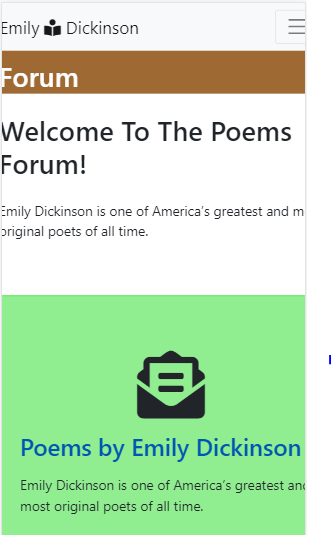 Emily Dickinson
Forum
Welcome To The Poems
Forum!
Emily Dickinson is one of America's greatest and m
original poets of all time.
Poems by Emily Dickinson
Emily Dickinson is one of America's greatest and
most original poets of all time.